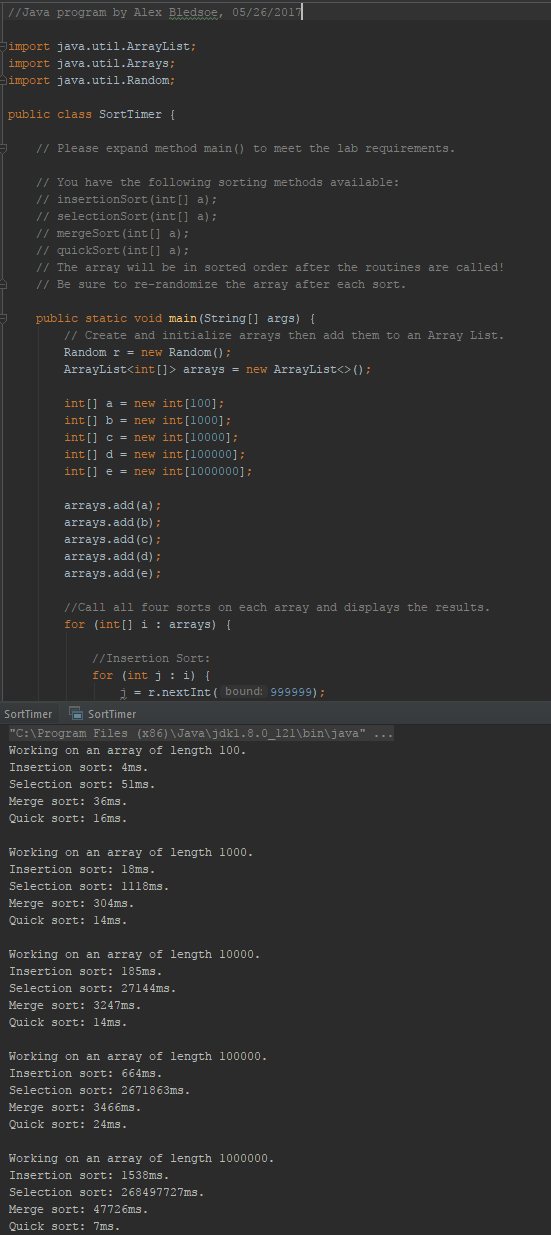 //Java program by Alex Bledsoe, 05/26/2017
import java.util.ArrayList;
import java.util.Arrays;
import java.util.Random;
public class SortTimer {
// Please expand method main() to meet the lab requirements.
// You have the following sorting methods available:
// insertionSort(int[] a);
// selectionSort(int[] a);
// mergeSort(int[] a);
// quickSort(int[] a);
// The array will be in sorted order after the routines are called!
// Be sure to re-randomize the array after each sort.
public static void main(String[] args) {
// Create and initialize arrays then add them to an Array List.
Random r = new Random();
ArrayList<int[]> arrays = new ArrayList<>();
int[] a = new int[100];
int[] b = new int[1000];
int[] c = new int[10000];
int[] d = new int[100000];
int[] e = new int[1000000];
arrays.add(a);
arrays.add(b);
arrays.add(c);
arrays.add(d);
arrays.add(e);
//Call all four sorts on each array and displays the results.
for (int[] i : arrays) {
//Insertion Sort:
for (int j : i) {
j = r.nextInt( bound: 999999);
SortTimer SortTimer
"C:\Program Files (x86)\Java\jdk1.8.0_121\bin\java" ...
Working on an array of length 100.
Insertion sort: 4ms.
Selection sort: 51ms.
Merge sort: 36ms.
Quick sort: 16ms.
Working on an array of length 1000.
Insertion sort: 18ms.
Selection sort: 1118ms.
Merge sort: 304ms.
Quick sort: 14ms.
Working on an array of length 10000.
Insertion sort: 185ms.
Selection sort: 27144ms.
Merge sort: 3247ms.
Quick sort: 14ms.
Working on an array of length 100000.
Insertion sort: 664ms.
Selection sort: 2671863ms.
Merge sort: 3466ms.
Quick sort: 24ms.
Working on an array of length 1000000.
Insertion sort: 1538ms.
Selection sort: 268497727ms.
Merge sort: 47726ms.
Quick sort: 7ms.